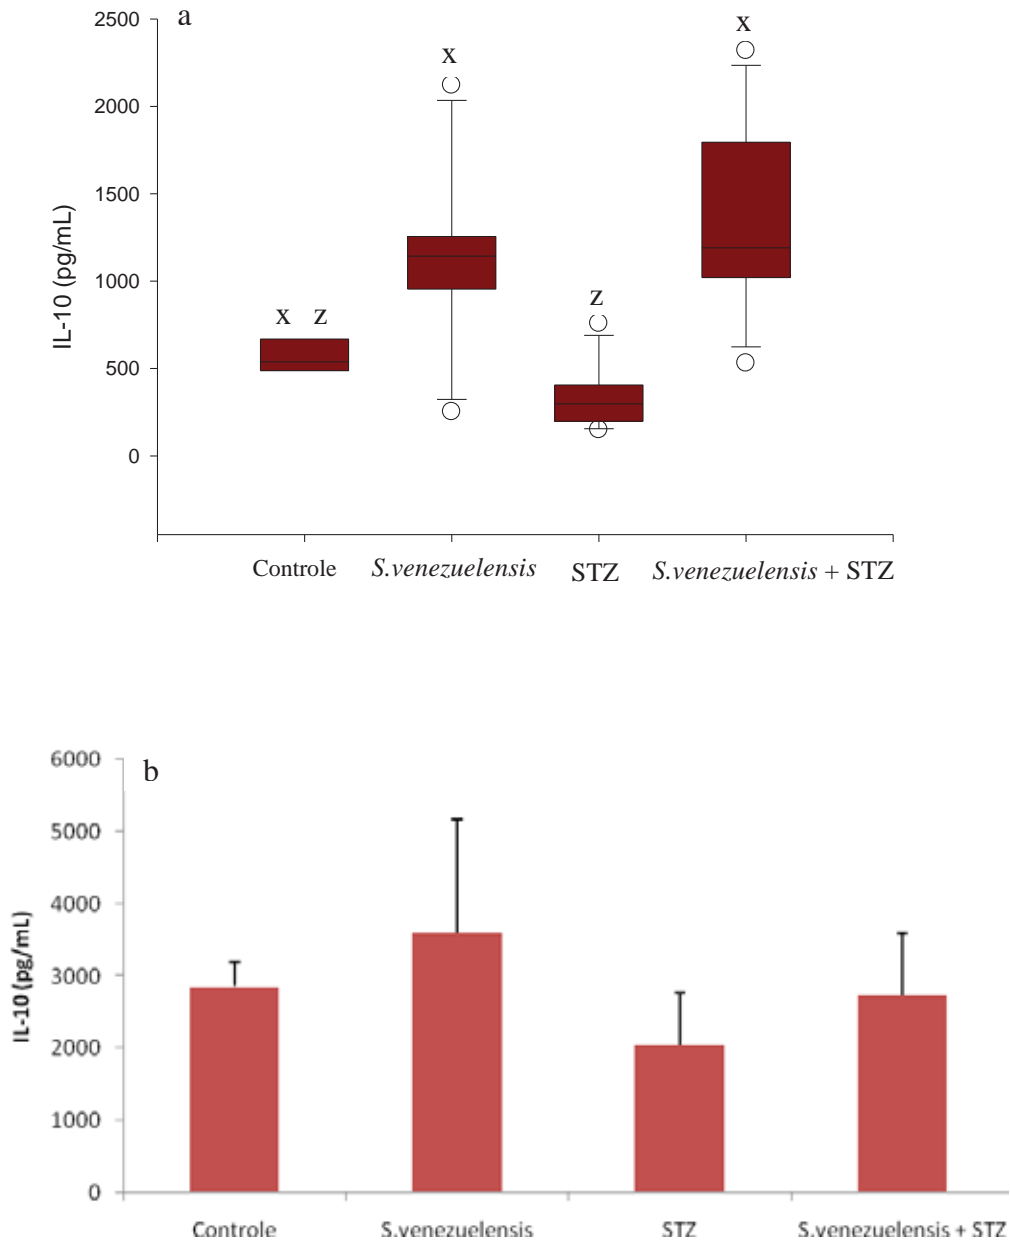 a
2500
2000
1500
1000
500
0
IL-10 (pg/mL)
x
x
x z
z
Controle S.venezuelensis STZ S.venezuelensis + STZ
b
6000
5000
4000
3000
2000
1000
0
IL-10 (pg/mL)
Controle S.venezuelensis STZ S.venezuelensis + STZ